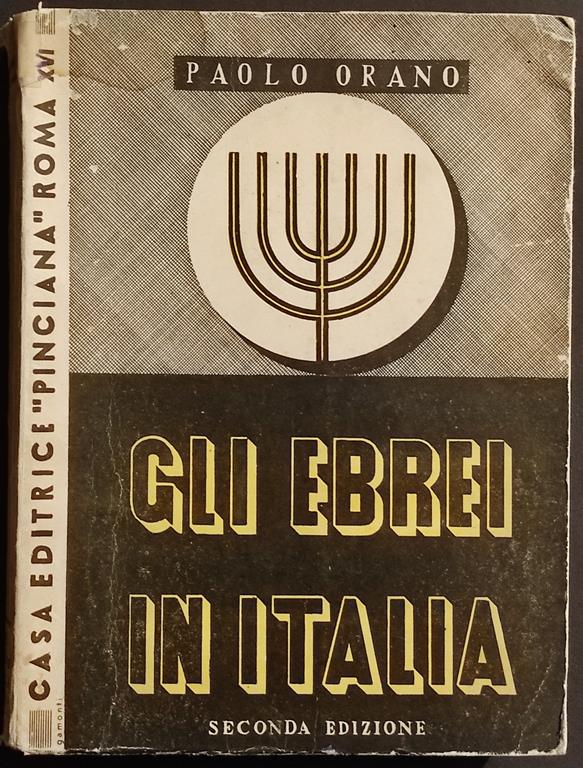 PAOLO ORANO
GLI EBREI
IN ITALIA
SECONDA EDIZIONE
CASA EDITRICE "PINCIANA" ROMA XVI
gamonti